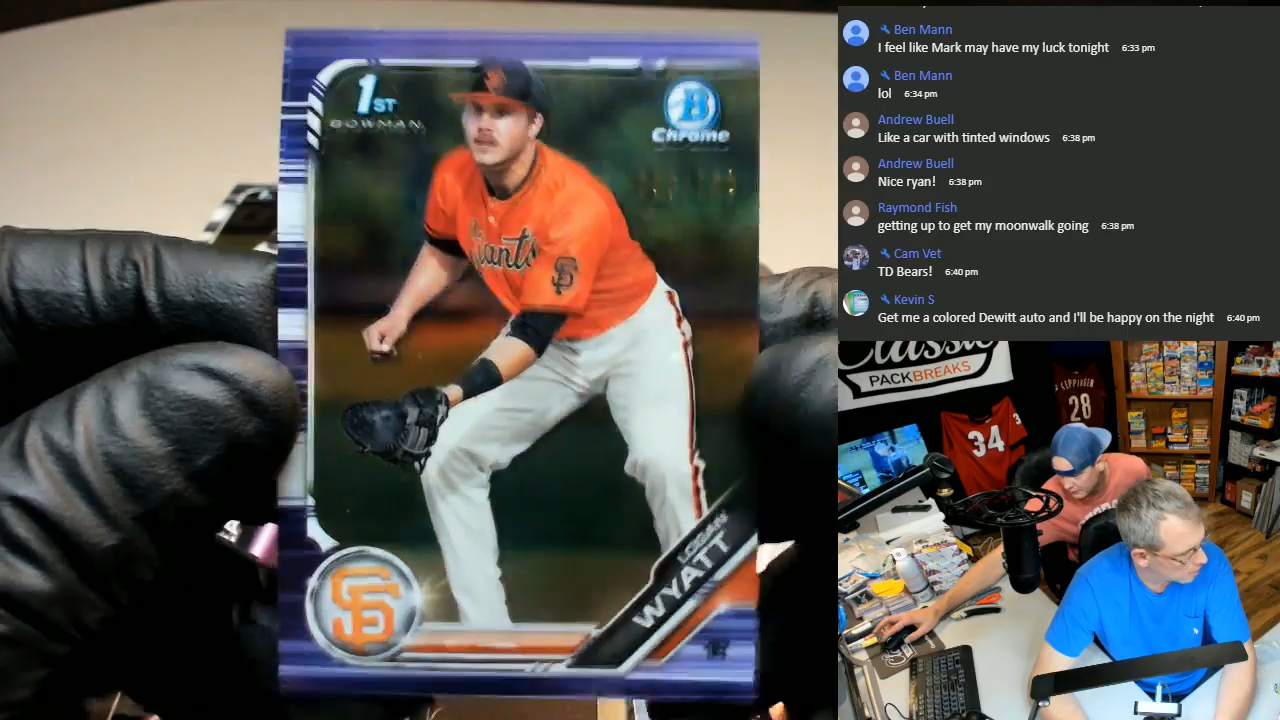 1ST
BOWMAN
B
Chrome
Giants
SF
LOGAN
WYATT
SF
1B
Ben Mann
I feel like Mark may have my luck tonight 6:33 pm
Ben Mann
lol 6:34 pm
Andrew Buell
Like a car with tinted windows 6:38 pm
Andrew Buell
Nice ryan! 6:38 pm
Raymond Fish
getting up to get my moonwalk going 6:38 pm
Cam Vet
TD Bears! 6:40 pm
Kevin S
Get me a colored Dewitt auto and I'll be happy on the night 6:40 pm
Classic
PACKBREAKS
LEPPINGER
28
34